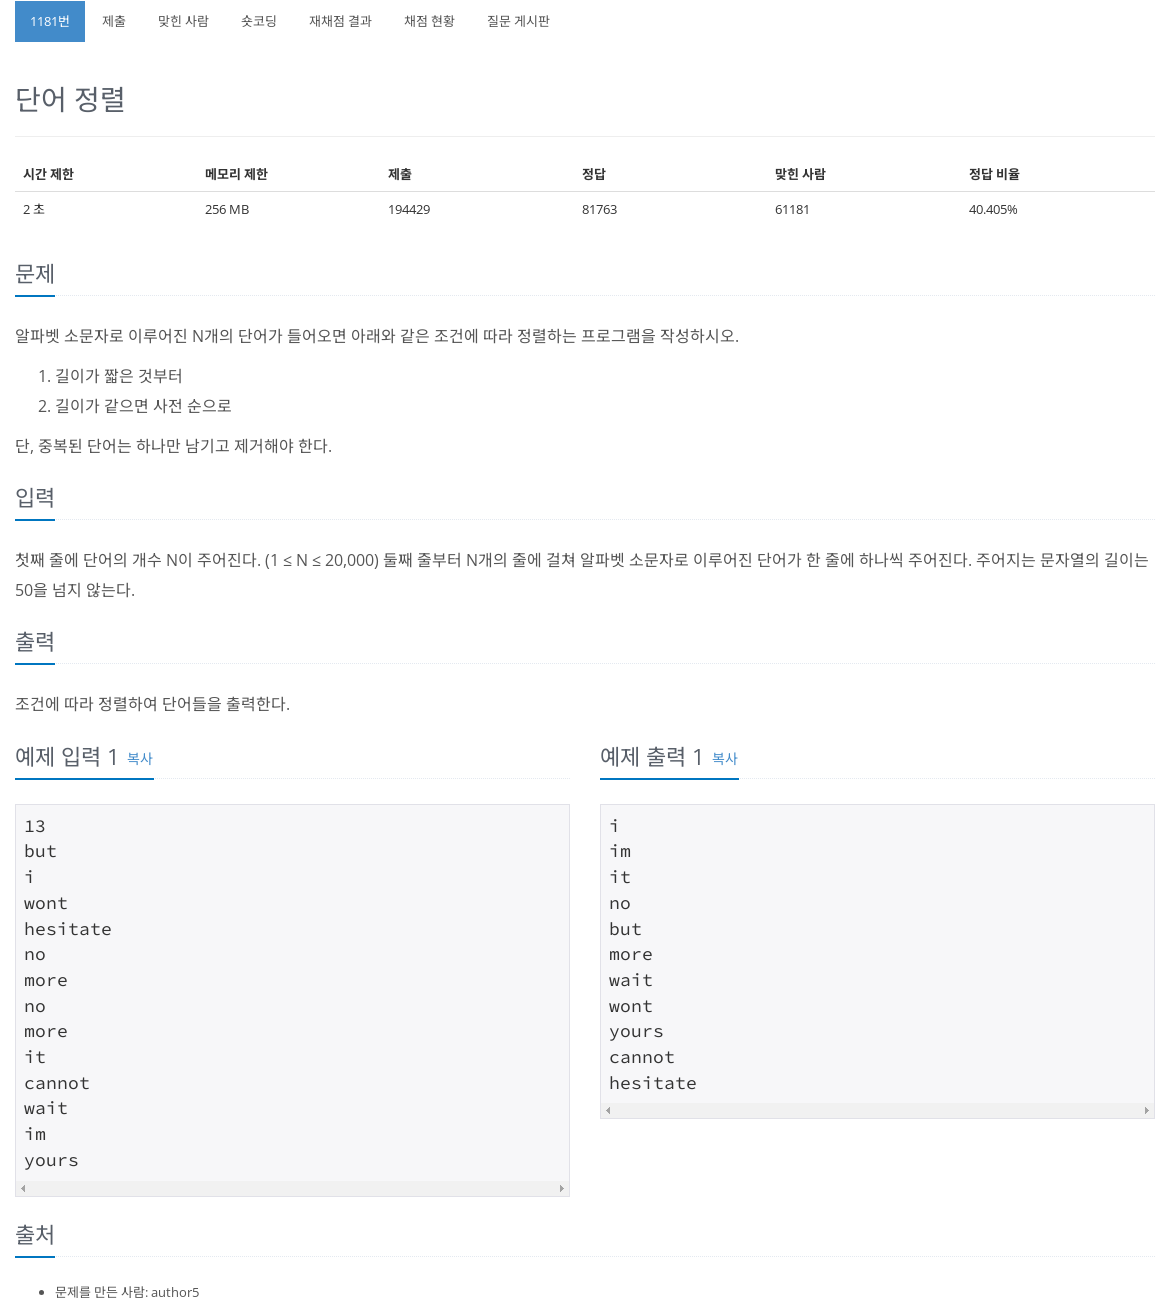 1181번 제출 맞힌 사람 숏코딩 재채점 결과 채점 현황 질문 게시판
단어 정렬
시간 제한 메모리 제한 제출 정답 맞힌 사람 정답 비율
2 초 256 MB 194429 81763 61181 40.405%
문제
알파벳 소문자로 이루어진 N개의 단어가 들어오면 아래와 같은 조건에 따라 정렬하는 프로그램을 작성하시오.
1. 길이가 짧은 것부터
2. 길이가 같으면 사전 순으로
단, 중복된 단어는 하나만 남기고 제거해야 한다.
입력
첫째 줄에 단어의 개수 N이 주어진다. (1 ≤ N ≤ 20,000) 둘째 줄부터 N개의 줄에 걸쳐 알파벳 소문자로 이루어진 단어가 한 줄에 하나씩 주어진다. 주어지는 문자열의 길이는
50을 넘지 않는다.
출력
조건에 따라 정렬하여 단어들을 출력한다.
예제 입력 1 복사
13
but
i
wont
hesitate
no
more
no
more
it
cannot
wait
im
yours
예제 출력 1 복사
i
im
it
no
but
more
wait
wont
yours
cannot
hesitate
출처
문제를 만든 사람: author5